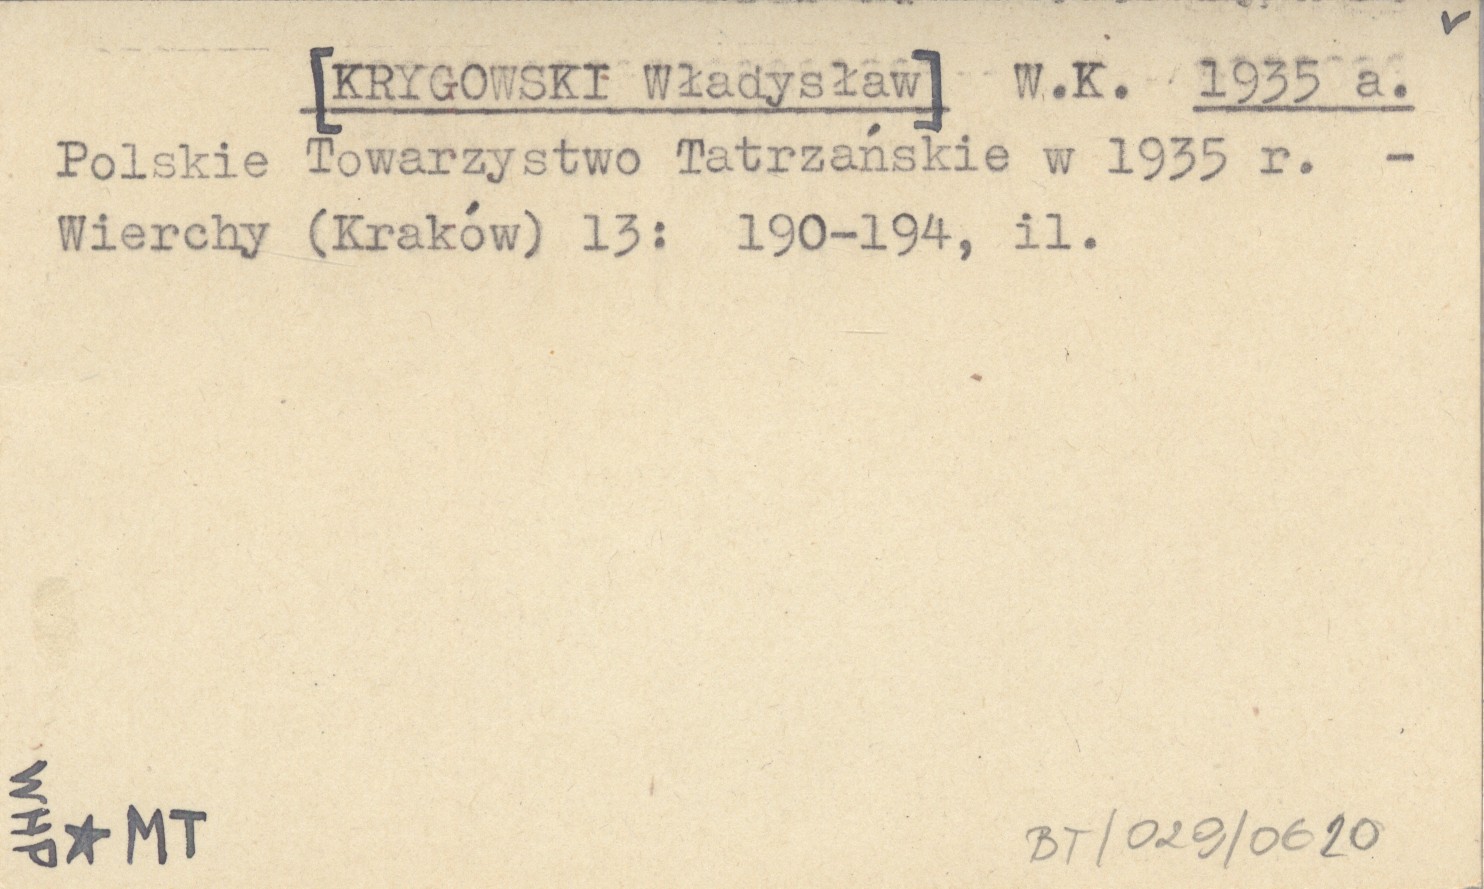 [KRYGOWSKI Władysław] W.K. 1935 a.
Polskie Towarzystwo Tatrzańskie w 1935 r. -
Wierchy (Kraków) 13: 190-194, il.
WHP ★ MT
BT/029/0620